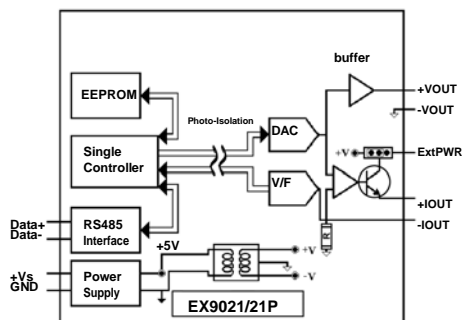 buffer
EEPROM
+VOUT
-VOUT
Photo-Isolation
DAC
Single
Controller
+V
ExtPWR
V/F
+IOUT
-IOUT
Data+
Data-
RS485
Interface
R
+5V
+V
+Vs
GND
Power
Supply
-V
EX9021/21P